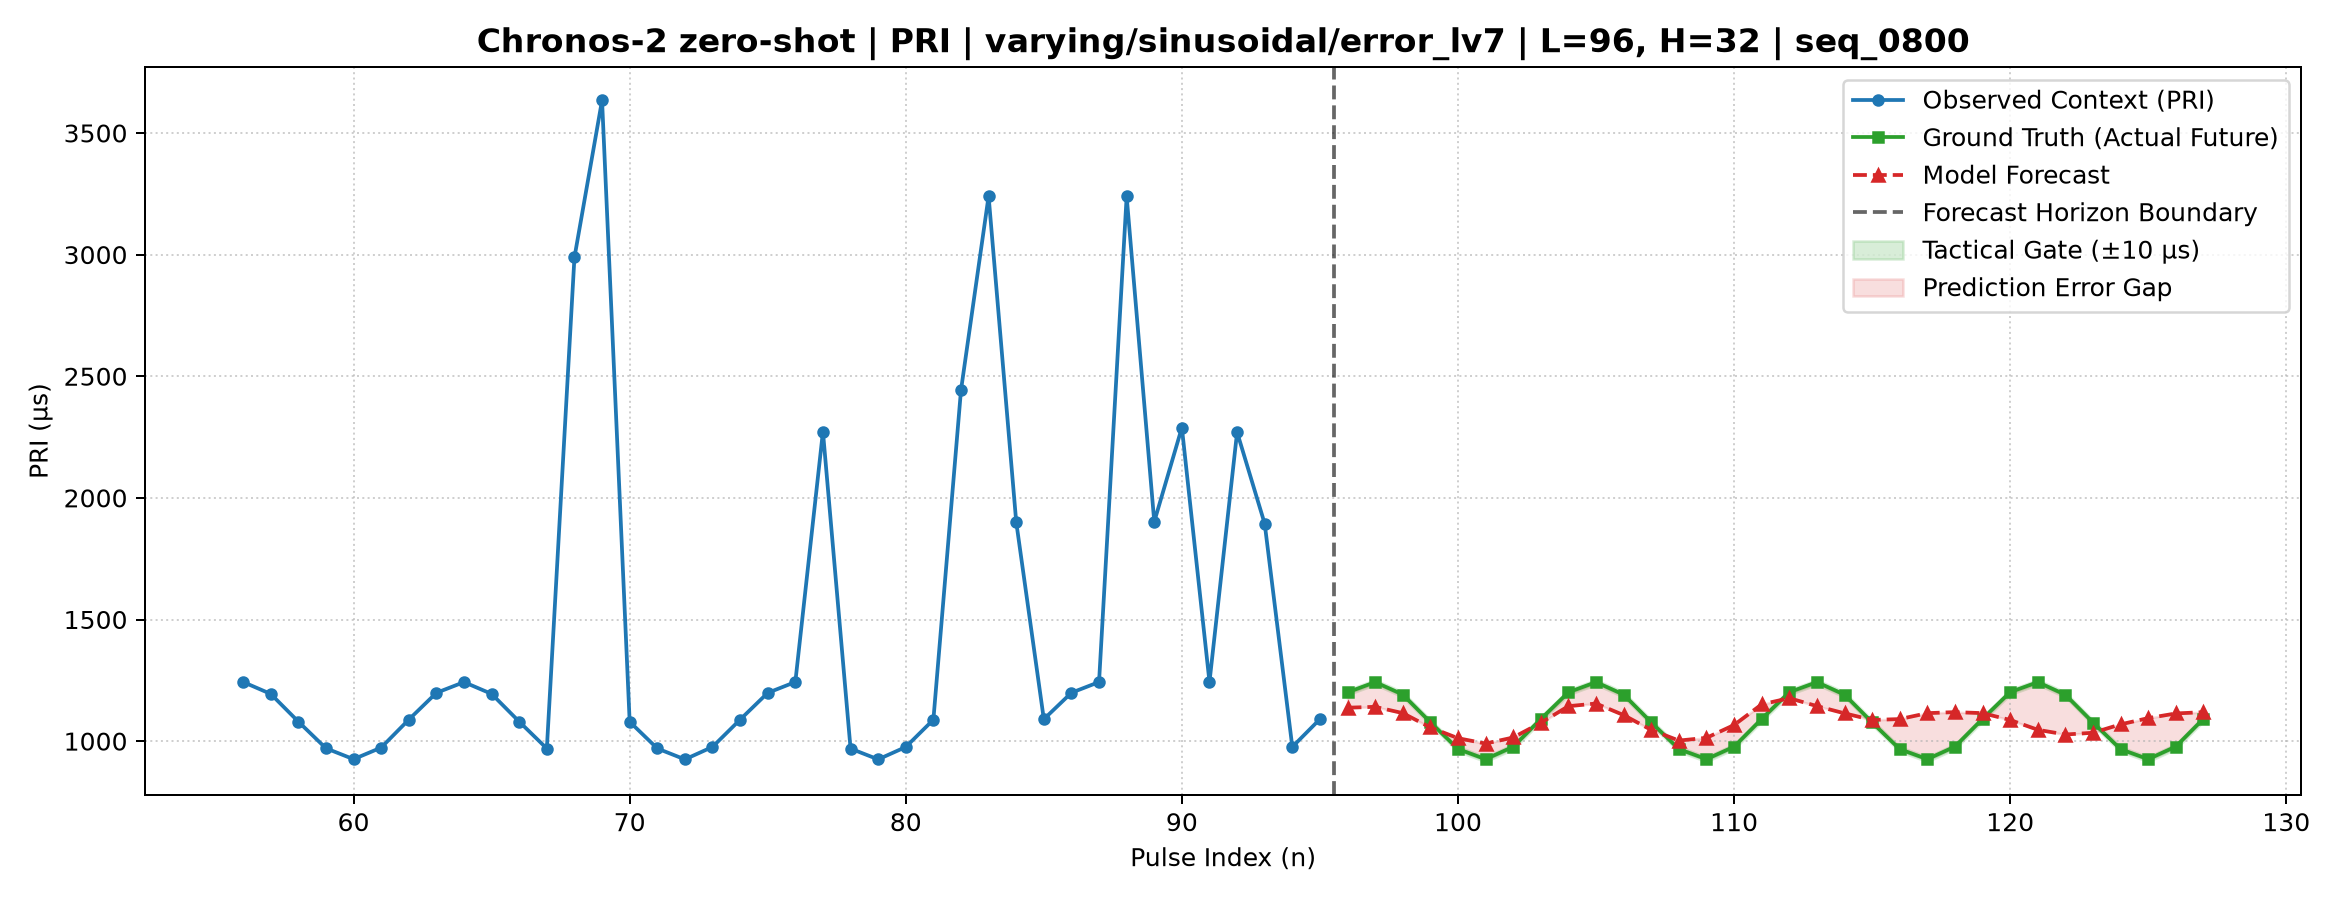 Chronos-2 zero-shot | PRI | varying/sinusoidal/error_lv7 | L=96, H=32 | seq_0800
Observed Context (PRI)
Ground Truth (Actual Future)
Model Forecast
Forecast Horizon Boundary
Tactical Gate (±10 μs)
Prediction Error Gap
PRI (μs)
3500
3000
2500
2000
1500
1000
60
70
80
90
100
110
120
130
Pulse Index (n)